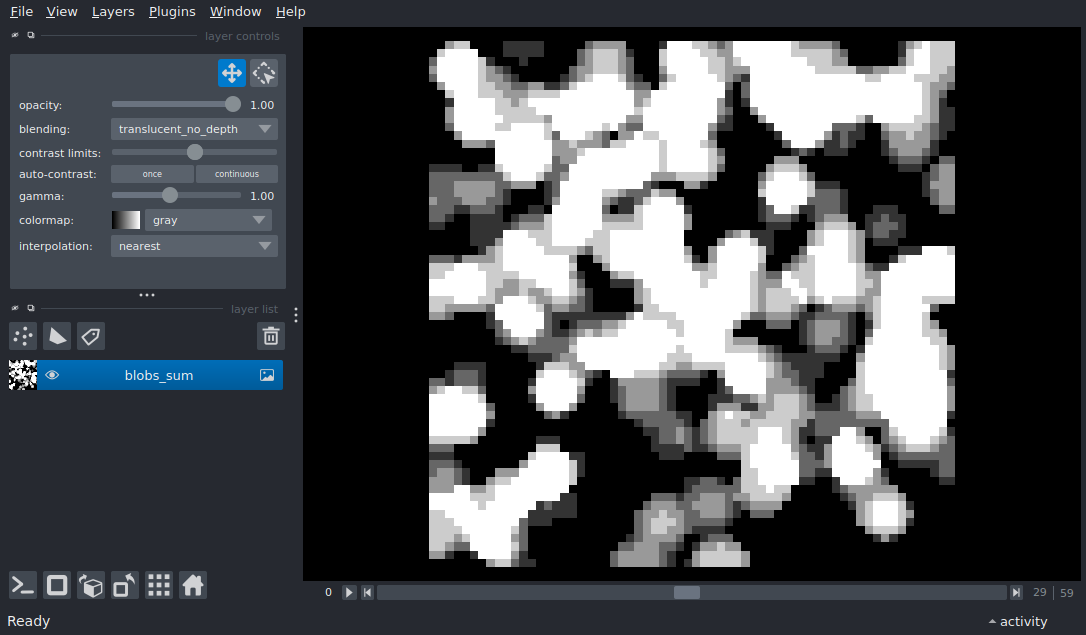 File View Layers Plugins Window Help
layer controls
opacity: 1.00
blending: translucent_no_depth
contrast limits:
auto-contrast: once continuous
gamma: 1.00
colormap: gray
interpolation: nearest
layer list
blobs_sum
0 29 59
Ready activity